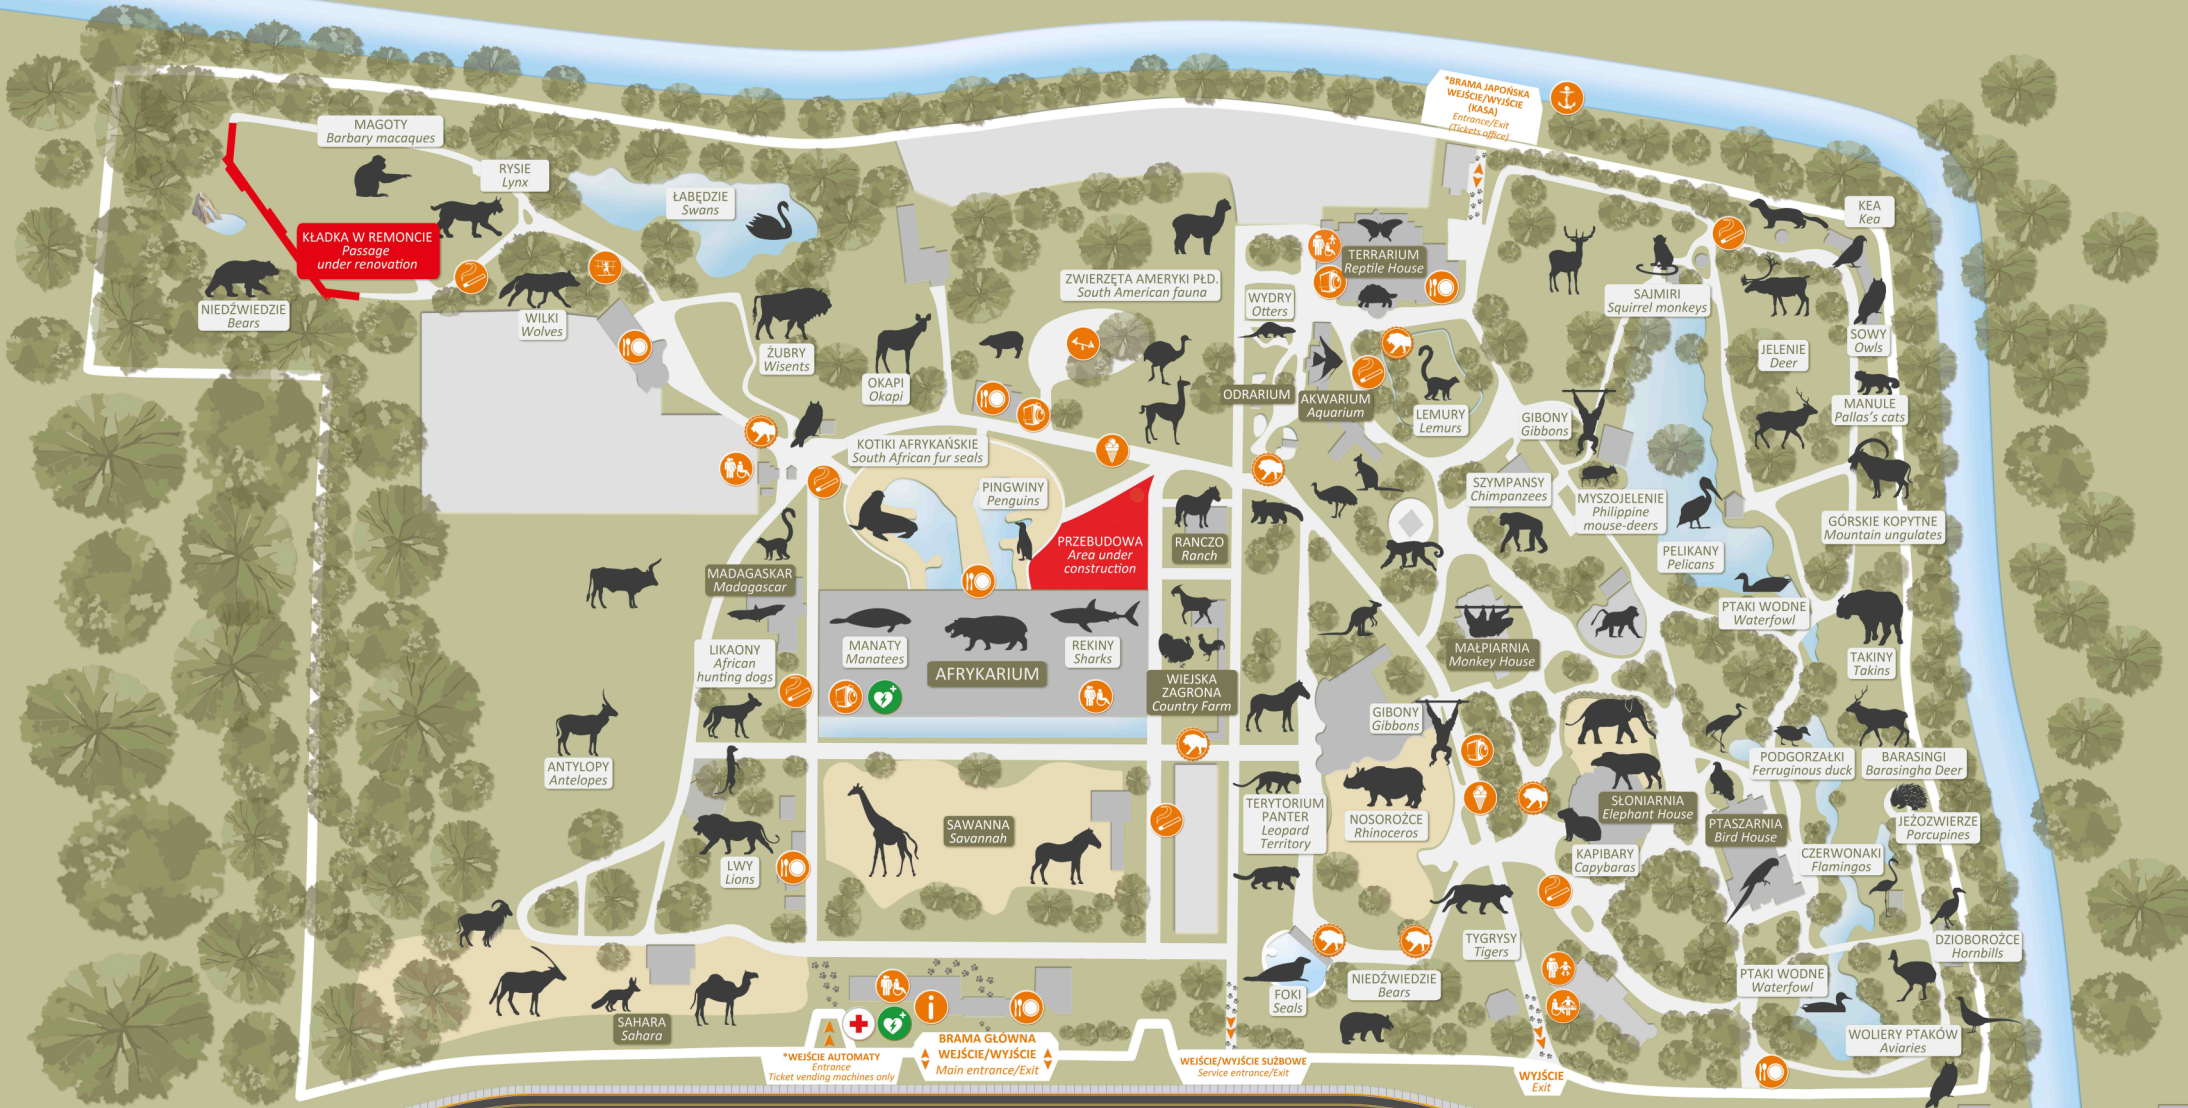 *BRAMA JAPOŃSKA
WEJŚCIE/WYJŚCIE
(KASA)
Entrance/Exit
(Tickets office)
MAGOTY
Barbary macaques
RYSIE
Lynx
ŁABĘDZIE
Swans
KEA
Kea
KŁADKA W REMONCIE
Passage
under renovation
NIEDŹWIEDZIE
Bears
WILKI
Wolves
ŻUBRY
Wisents
OKAPI
Okapi
ZWIERZĘTA AMERYKI PŁD.
South American fauna
WYDRY
Otters
TERRARIUM
Reptile House
SAJMIRI
Squirrel monkeys
SOWY
Owls
JELENIE
Deer
ODRARIUM
AKWARIUM
Aquarium
LEMURY
Lemurs
GIBONY
Gibbons
MANULE
Pallas's cats
KOTIKI AFRYKAŃSKIE
South African fur seals
PINGWINY
Penguins
SZYMPANSY
Chimpanzees
MYSZOJELENIE
Philippine
mouse-deers
GÓRSKIE KOPYTNE
Mountain ungulates
PRZEBUDOWA
Area under
construction
RANCZO
Ranch
PELIKANY
Pelicans
MADAGASKAR
Madagascar
PTAKI WODNE
Waterfowl
LIKAONY
African
hunting dogs
MANATY
Manatees
AFRYKARIUM
REKINY
Sharks
WIEJSKA
ZAGRONA
Country Farm
MAŁPIARNIA
Monkey House
TAKINY
Takins
GIBONY
Gibbons
ANTYLOPY
Antelopes
PODGORZAŁKI
Ferruginous duck
BARASINGI
Barasingha Deer
TERYTORIUM
PANTER
Leopard
Territory
NOSOROŻCE
Rhinoceros
SŁONIARNIA
Elephant House
PTASZARNIA
Bird House
JEŻOZWIERZE
Porcupines
SAWANNA
Savannah
LWY
Lions
KAPIBARY
Capybaras
CZERWONAKI
Flamingos
TYGRYSY
Tigers
DZIOBOROŻCE
Hornbills
FOKI
Seals
NIEDŹWIEDZIE
Bears
PTAKI WODNE
Waterfowl
SAHARA
Sahara
WOLIERY PTAKÓW
Aviaries
i
*WEJŚCIE AUTOMATY
Entrance
Ticket vending machines only
BRAMA GŁÓWNA
WEJŚCIE/WYJŚCIE
Main entrance/Exit
WEJŚCIE/WYJŚCIE SUŻBOWE
Service entrance/Exit
WYJŚCIE
Exit